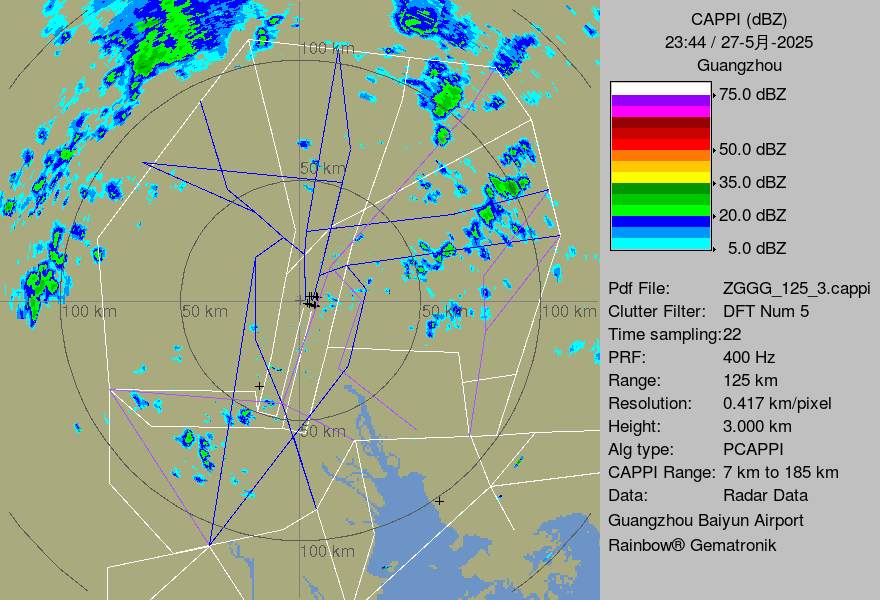 CAPPI (dBZ)
23:44 / 27-5月-2025
Guangzhou
75.0 dBZ
50.0 dBZ
35.0 dBZ
20.0 dBZ
5.0 dBZ
Pdf File: ZGGG_125_3.cappi
Clutter Filter: DFT Num 5
Time sampling:22
PRF: 400 Hz
Range: 125 km
Resolution: 0.417 km/pixel
Height: 3.000 km
Alg type: PCAPPI
CAPPI Range: 7 km to 185 km
Data: Radar Data
Guangzhou Baiyun Airport
Rainbow® Gematronik
100 km
50 km
100 km
50 km
50 km
100 km
50 km
100 km